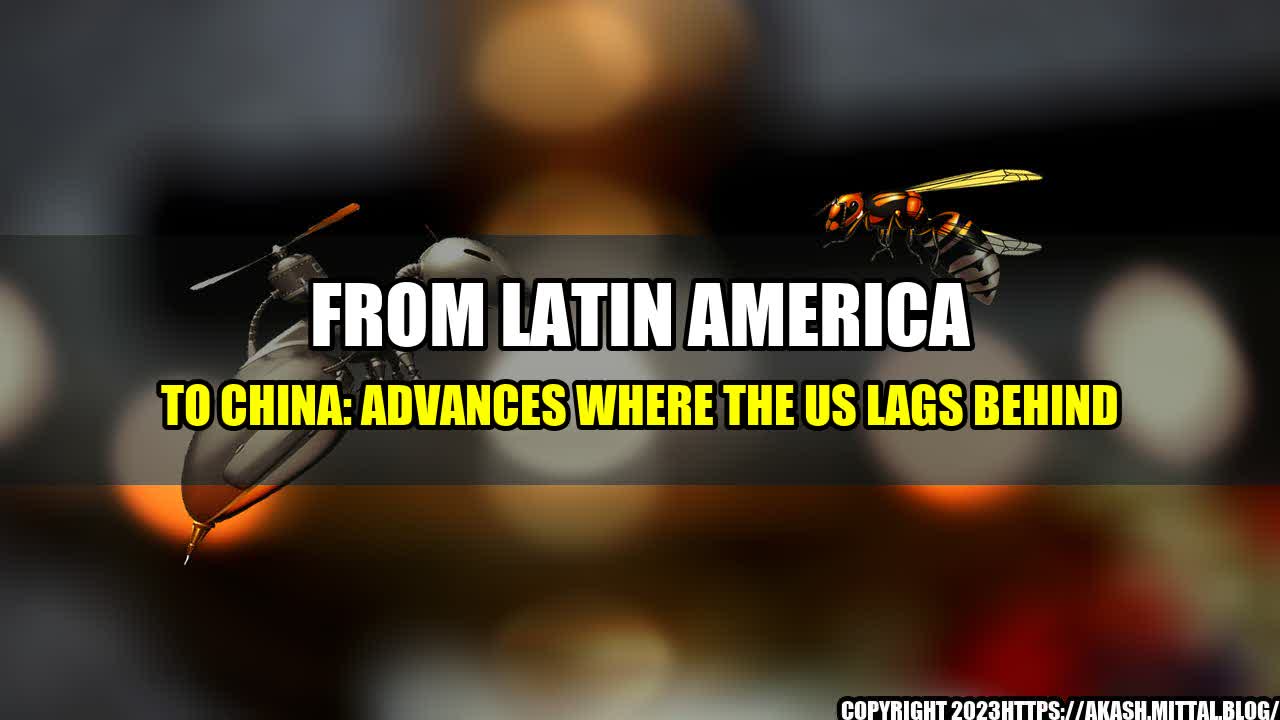 FROM LATIN AMERICA
TO CHINA: ADVANCES WHERE THE US LAGS BEHIND
COPYRIGHT 2023HTTPS://AKASH.MITTAL.BLOG/